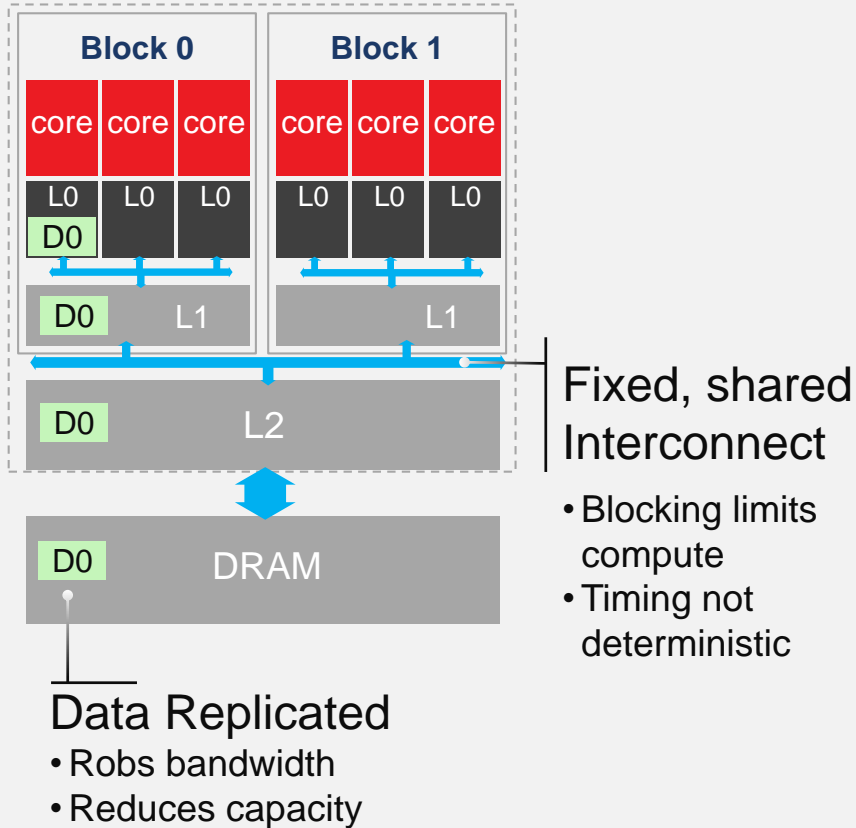 Block 0
Block 1
core core core
core core core
L0 L0 L0
L0 L0 L0
D0
D0 L1
L1
D0 L2
Fixed, shared
Interconnect
• Blocking limits
compute
• Timing not
deterministic
D0 DRAM
Data Replicated
• Robs bandwidth
• Reduces capacity